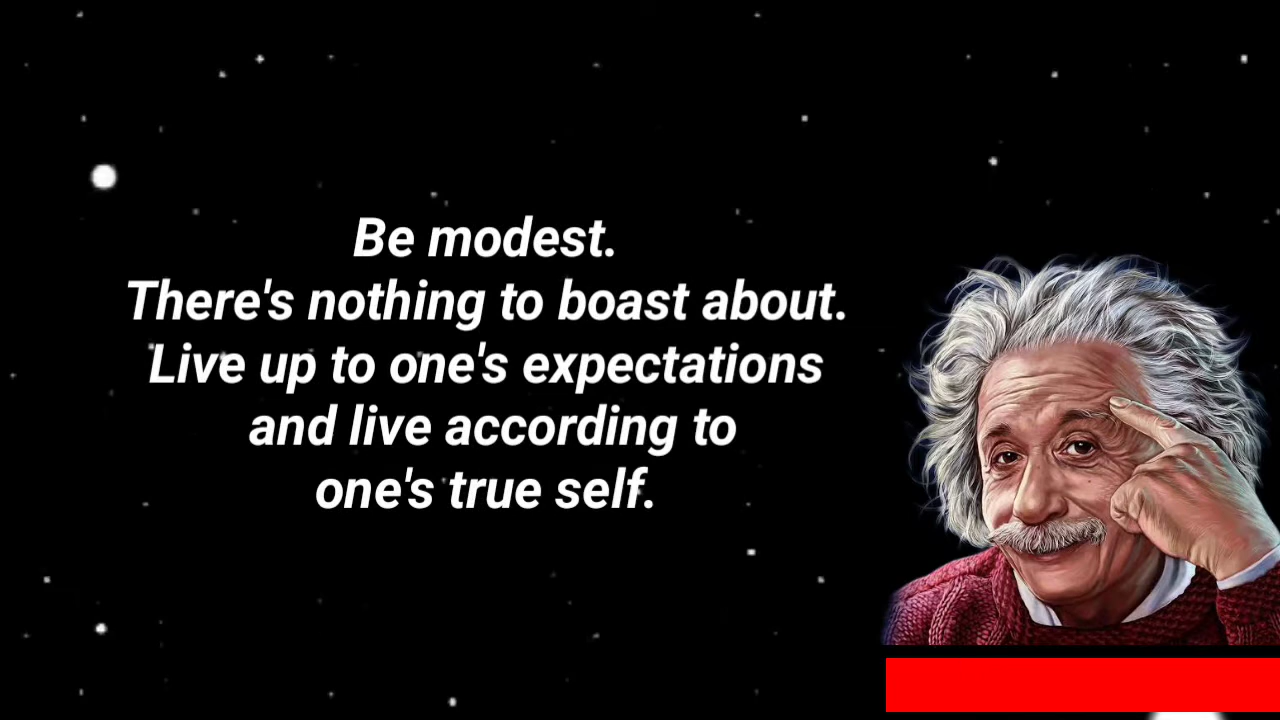 Be modest.
There's nothing to boast about.
Live up to one's expectations
and live according to
one's true self.